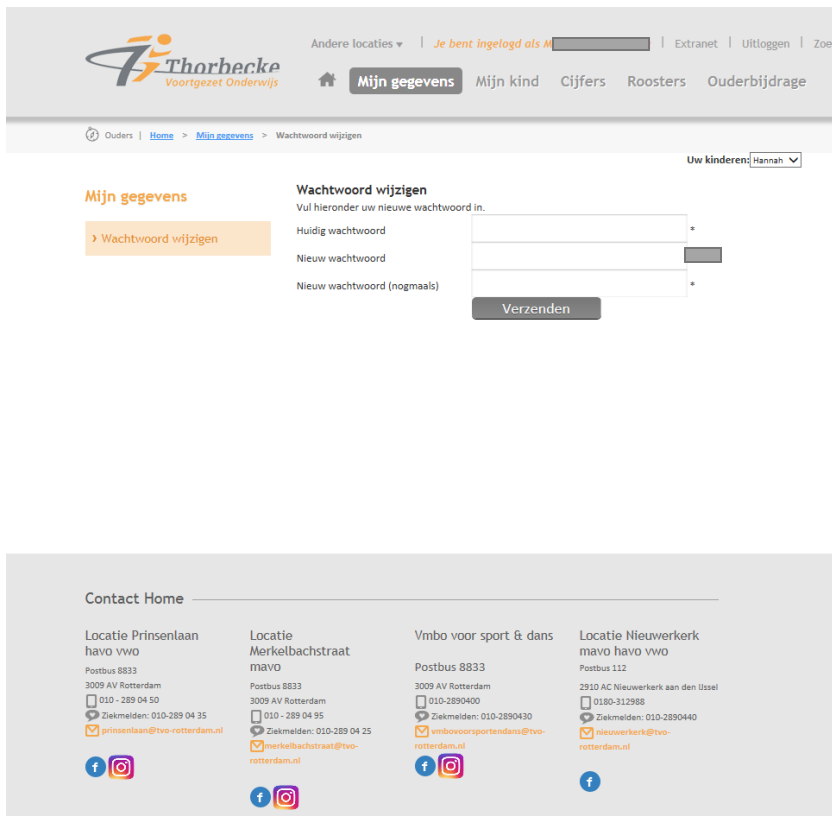 Thorbecke
Voortgezet Onderwijs
Andere locaties ▾ | Je bent ingelogd als M | Extranet | Uitloggen | Zoe
Mijn gegevens Mijn kind Cijfers Roosters Ouderbijdrage
Ouders | Home > Mijn gegevens > Wachtwoord wijzigen
Uw kinderen: Hannah
Mijn gegevens
› Wachtwoord wijzigen
Wachtwoord wijzigen
Vul hieronder uw nieuwe wachtwoord in.
Huidig wachtwoord *
Nieuw wachtwoord
Nieuw wachtwoord (nogmaals) *
Verzenden
Contact Home
Locatie Prinsenlaan
havo vwo
Postbus 8833
3009 AV Rotterdam
010 - 289 04 50
Ziekmelden: 010-289 04 35
prinsenlaan@tvo-rotterdam.nl
Locatie
Merkelbachstraat
mavo
Postbus 8833
3009 AV Rotterdam
010 - 289 04 95
Ziekmelden: 010-289 04 25
merkelbachstraat@tvo-
rotterdam.nl
Vmbo voor sport & dans
Postbus 8833
3009 AV Rotterdam
010-2890400
Ziekmelden: 010-2890430
vmbovoorsportendans@tvo-
rotterdam.nl
Locatie Nieuwerkerk
mavo havo vwo
Postbus 112
2910 AC Nieuwerkerk aan den IJssel
0180-312988
Ziekmelden: 010-2890440
nieuwerkerk@tvo-
rotterdam.nl